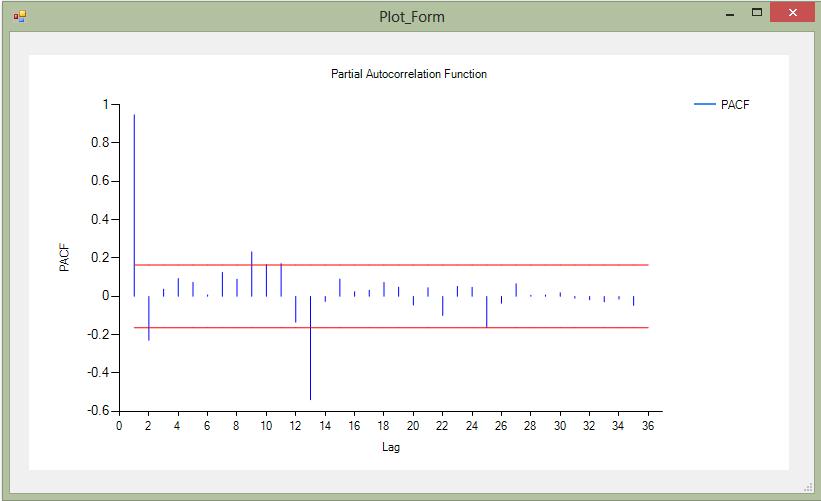 Plot_Form
Partial Autocorrelation Function
PACF
1
0.8
0.6
0.4
0.2
0
-0.2
-0.4
-0.6
PACF
0 2 4 6 8 10 12 14 16 18 20 22 24 26 28 30 32 34 36
Lag